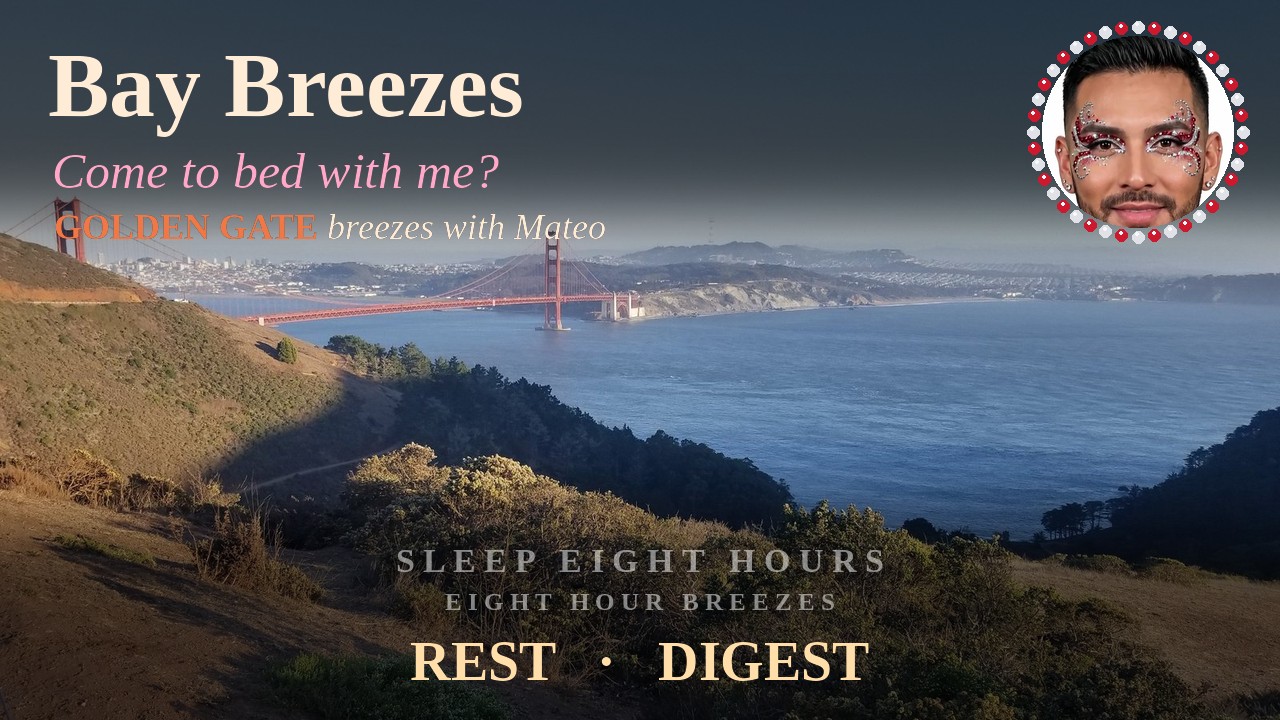 Bay Breezes
Come to bed with me?
GOLDEN GATE breezes with Mateo
SLEEP EIGHT HOURS
EIGHT HOUR BREEZES
REST · DIGEST